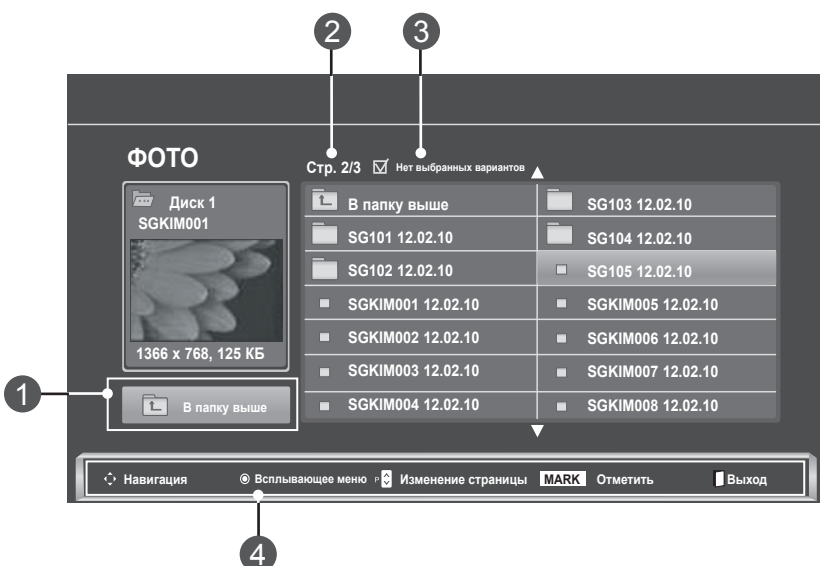 2 3
ФОТО
Стр. 2/3 Нет выбранных вариантов
Диск 1
SGKIM001
1366 x 768, 125 КБ
1
В папку выше
В папку выше
SG101 12.02.10
SG102 12.02.10
SGKIM001 12.02.10
SGKIM002 12.02.10
SGKIM003 12.02.10
SGKIM004 12.02.10
SG103 12.02.10
SG104 12.02.10
SG105 12.02.10
SGKIM005 12.02.10
SGKIM006 12.02.10
SGKIM007 12.02.10
SGKIM008 12.02.10
Навигация Всплывающее меню P Изменение страницы MARK Отметить Выход
4